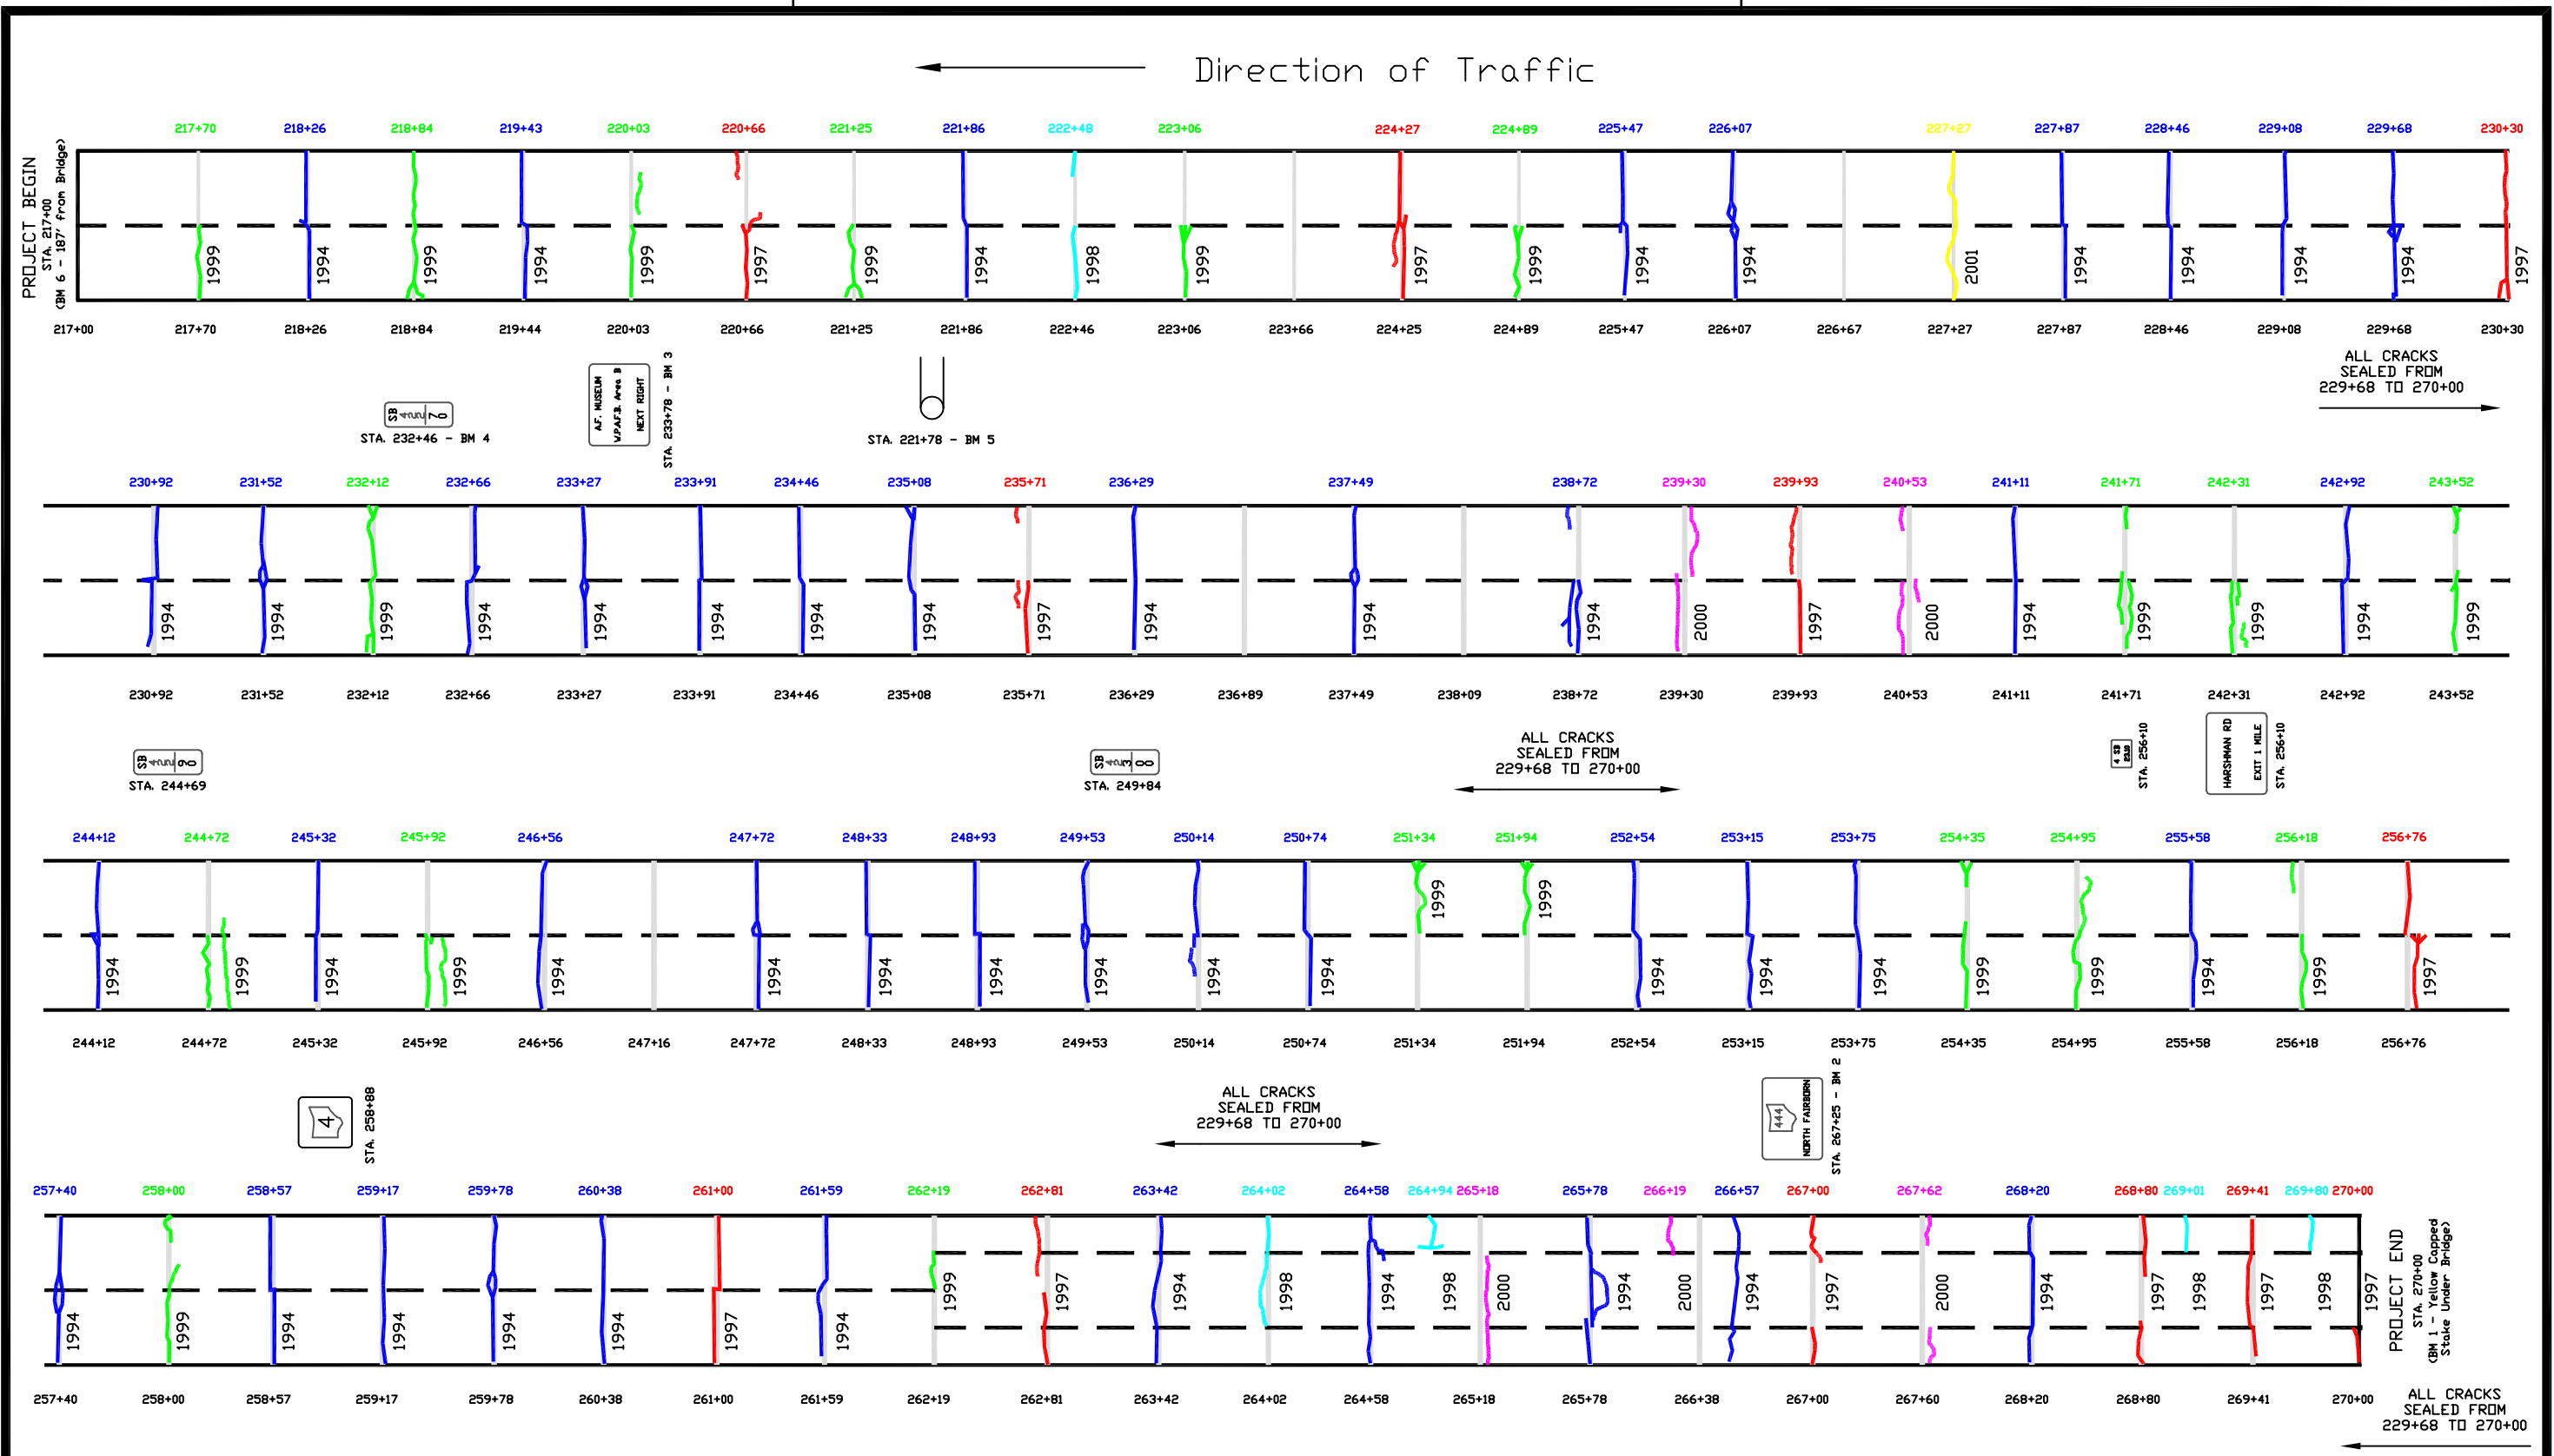 Direction of Traffic
217+70 218+26 218+84 219+43 220+03 220+66 221+25 221+86 222+48 223+06 224+27 224+89 225+47 226+07 227+27 227+87 228+46 229+08 229+68 230+30
PROJECT BEGIN
STA. 217+00
(BM 6 - 187' from Bridge)
1999 1994 1999 1994 1999 1997 1999 1994 1998 1999 1997 1999 1994 1994 2001 1994 1994 1994 1994 1997
217+00 217+70 218+26 218+84 219+44 220+03 220+66 221+25 221+86 222+46 223+06 223+66 224+25 224+89 225+47 226+07 226+67 227+27 227+87 228+46 229+08 229+68 230+30
ALL CRACKS
SEALED FROM
229+68 TO 270+00
SB
4
22
70
STA. 232+46 - BM 4
A.F. MUSEUM
W.P.A.F.B. Area B
NEXT RIGHT
STA. 233+78 - BM 3
STA. 221+78 - BM 5
230+92 231+52 232+12 232+66 233+27 233+91 234+46 235+08 235+71 236+29 237+49 238+72 239+30 239+93 240+53 241+11 241+71 242+31 242+92 243+52
1994 1994 1999 1994 1994 1994 1994 1994 1997 1994 1994 1994 2000 1997 2000 1994 1999 1999 1994 1999
230+92 231+52 232+12 232+66 233+27 233+91 234+46 235+08 235+71 236+29 236+89 237+49 238+09 238+72 239+30 239+93 240+53 241+11 241+71 242+31 242+92 243+52
SB
4
22
90
STA. 244+69
SB
4
23
00
STA. 249+84
ALL CRACKS
SEALED FROM
229+68 TO 270+00
4 SB
STA. 256+10
HARSHMAN RD
EXIT 1 MILE
STA. 256+10
244+12 244+72 245+32 245+92 246+56 247+72 248+33 248+93 249+53 250+14 250+74 251+34 251+94 252+54 253+15 253+75 254+35 254+95 255+58 256+18 256+76
1994 1999 1994 1999 1994 1994 1994 1994 1994 1994 1994 1999 1999 1994 1994 1994 1999 1999 1994 1999 1997
244+12 244+72 245+32 245+92 246+56 247+16 247+72 248+33 248+93 249+53 250+14 250+74 251+34 251+94 252+54 253+15 253+75 254+35 254+95 255+58 256+18 256+76
4
STA. 258+88
ALL CRACKS
SEALED FROM
229+68 TO 270+00
444
NORTH FAIRBORN
STA. 267+25 - BM 2
257+40 258+00 258+57 259+17 259+78 260+38 261+00 261+59 262+19 262+81 263+42 264+02 264+58 264+94 265+18 265+78 266+19 266+57 267+00 267+62 268+20 268+80 269+01 269+41 269+80 270+00
1994 1999 1994 1994 1994 1994 1997 1994 1999 1997 1994 1998 1994 1998 2000 1994 2000 1994 1997 2000 1994 1997 1998 1997 1998 1997
PROJECT END
STA. 270+00
(BM 1 - Yellow Capped
Stake Under Bridge)
257+40 258+00 258+57 259+17 259+78 260+38 261+00 261+59 262+19 262+81 263+42 264+02 264+58 265+18 265+78 266+38 267+00 267+60 268+20 268+80 269+41 270+00
ALL CRACKS
SEALED FROM
229+68 TO 270+00